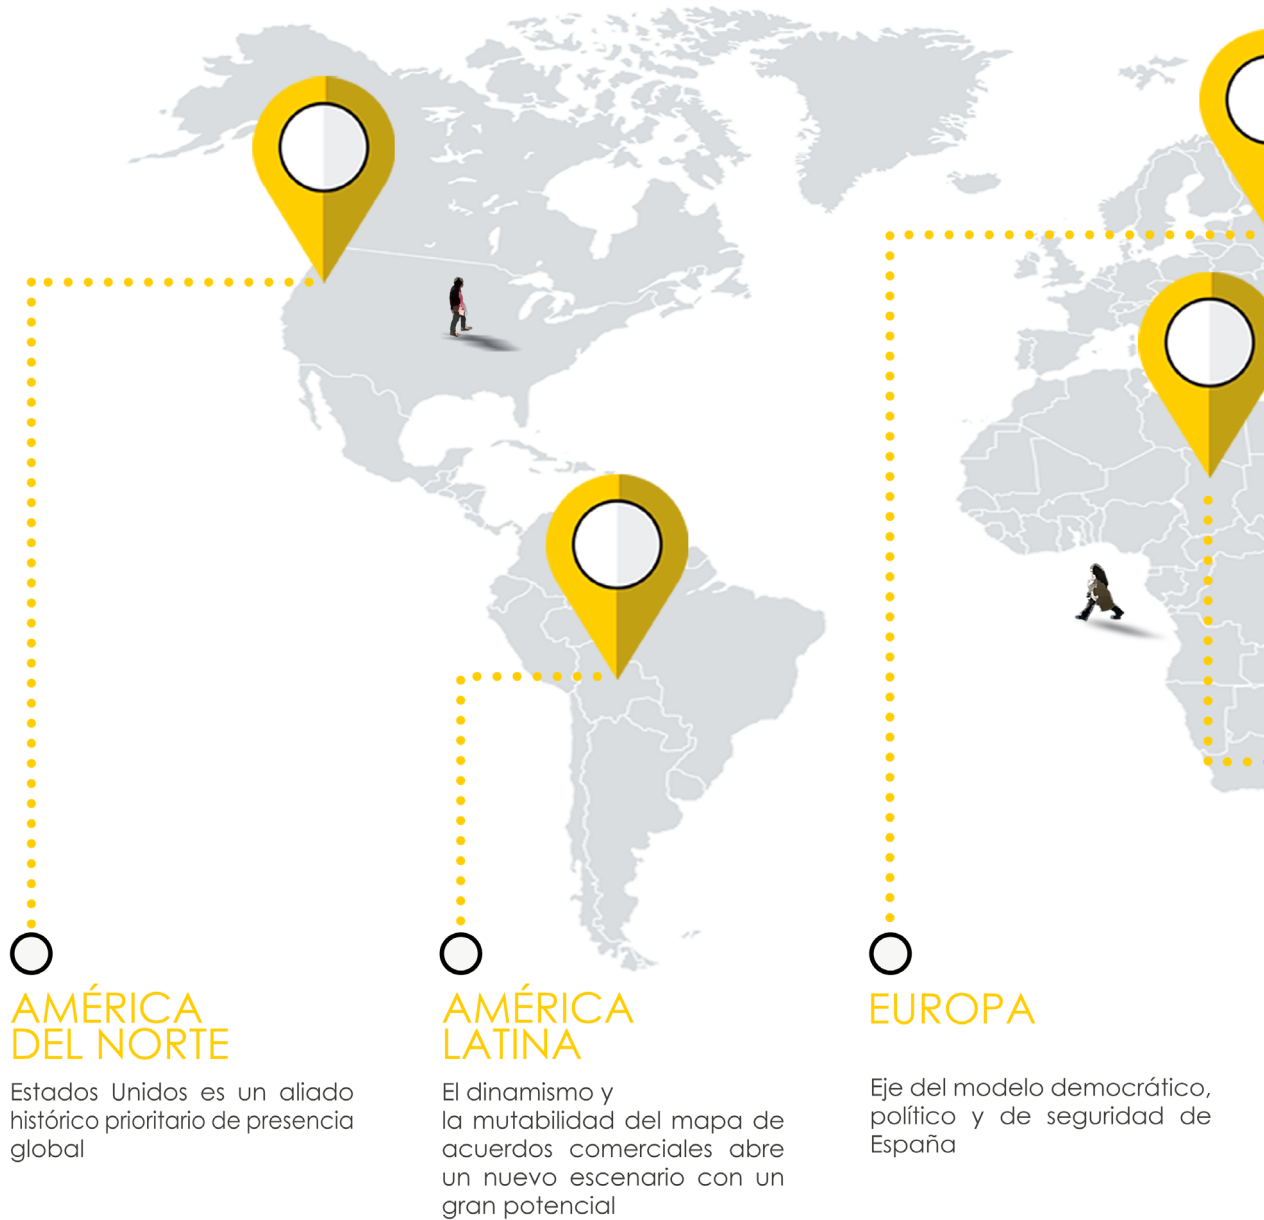 AMÉRICA
DEL NORTE
Estados Unidos es un aliado
histórico prioritario de presencia
global
AMÉRICA
LATINA
El dinamismo y
la mutabilidad del mapa de
acuerdos comerciales abre
un nuevo escenario con un
gran potencial
EUROPA
Eje del modelo democrático,
político y de seguridad de
España